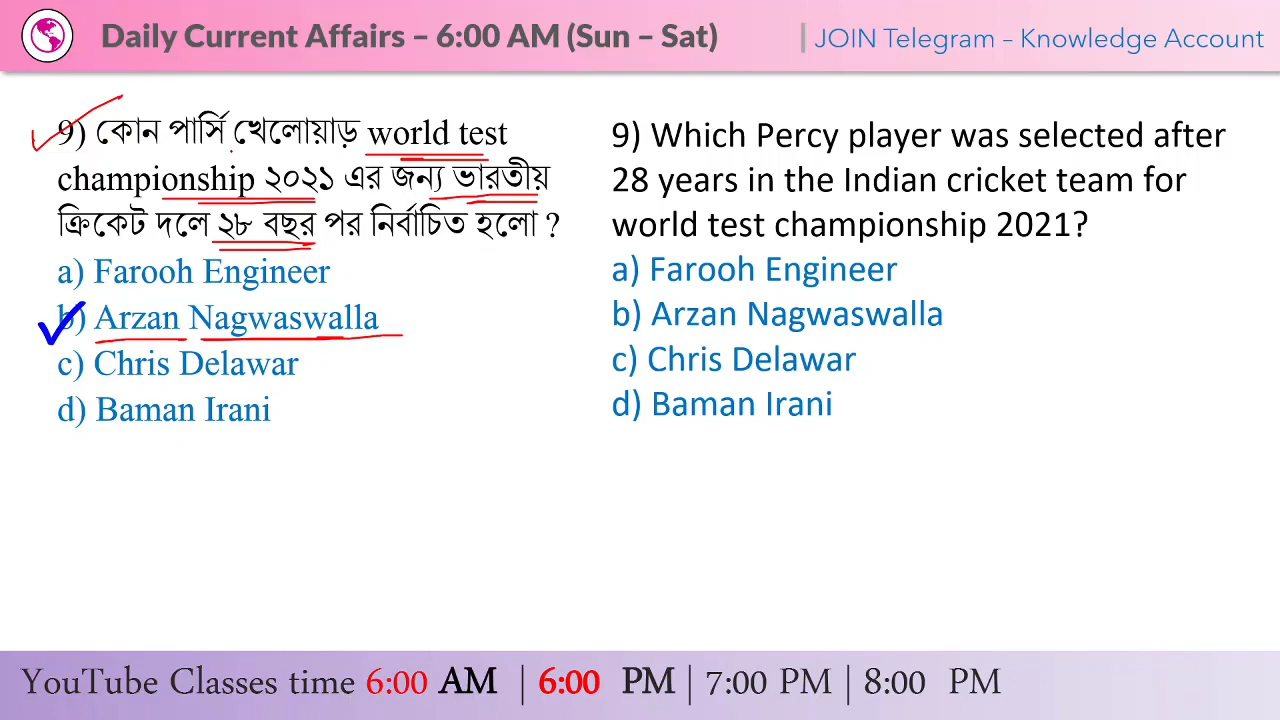 Daily Current Affairs – 6:00 AM (Sun – Sat)
| JOIN Telegram – Knowledge Account
9) কোন পার্সি খেলোয়াড় world test
championship ২০২১ এর জন্য ভারতীয়
ক্রিকেট দলে ২৮ বছর পর নির্বাচিত হলো ?
a) Farooh Engineer
b) Arzan Nagwaswalla
c) Chris Delawar
d) Baman Irani
9) Which Percy player was selected after
28 years in the Indian cricket team for
world test championship 2021?
a) Farooh Engineer
b) Arzan Nagwaswalla
c) Chris Delawar
d) Baman Irani
YouTube Classes time 6:00 AM | 6:00 PM | 7:00 PM | 8:00 PM